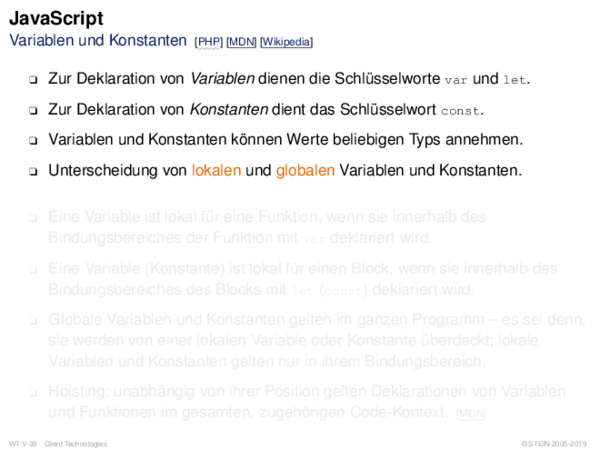 JavaScript
Variablen und Konstanten [PHP] [MDN] [Wikipedia]
❑ Zur Deklaration von Variablen dienen die Schlüsselworte var und let.
❑ Zur Deklaration von Konstanten dient das Schlüsselwort const.
❑ Variablen und Konstanten können Werte beliebigen Typs annehmen.
❑ Unterscheidung von lokalen und globalen Variablen und Konstanten.
❑ Eine Variable ist lokal für eine Funktion, wenn sie innerhalb des
Bindungsbereiches der Funktion mit var deklariert wird.
❑ Eine Variable (Konstante) ist lokal für einen Block, wenn sie innerhalb des
Bindungsbereiches des Blocks mit let (const) deklariert wird.
❑ Globale Variablen und Konstanten gelten im ganzen Programm – es sei denn,
sie werden von einer lokalen Variable oder Konstante überdeckt; lokale
Variablen und Konstanten gelten nur in ihrem Bindungsbereich.
❑ Hoisting: unabhängig von ihrer Position gelten Deklarationen von Variablen
und Funktionen im gesamten, zugehörigen Code-Kontext. [MDN]
WT:V-38 Client Technologies © STEIN 2005-2019